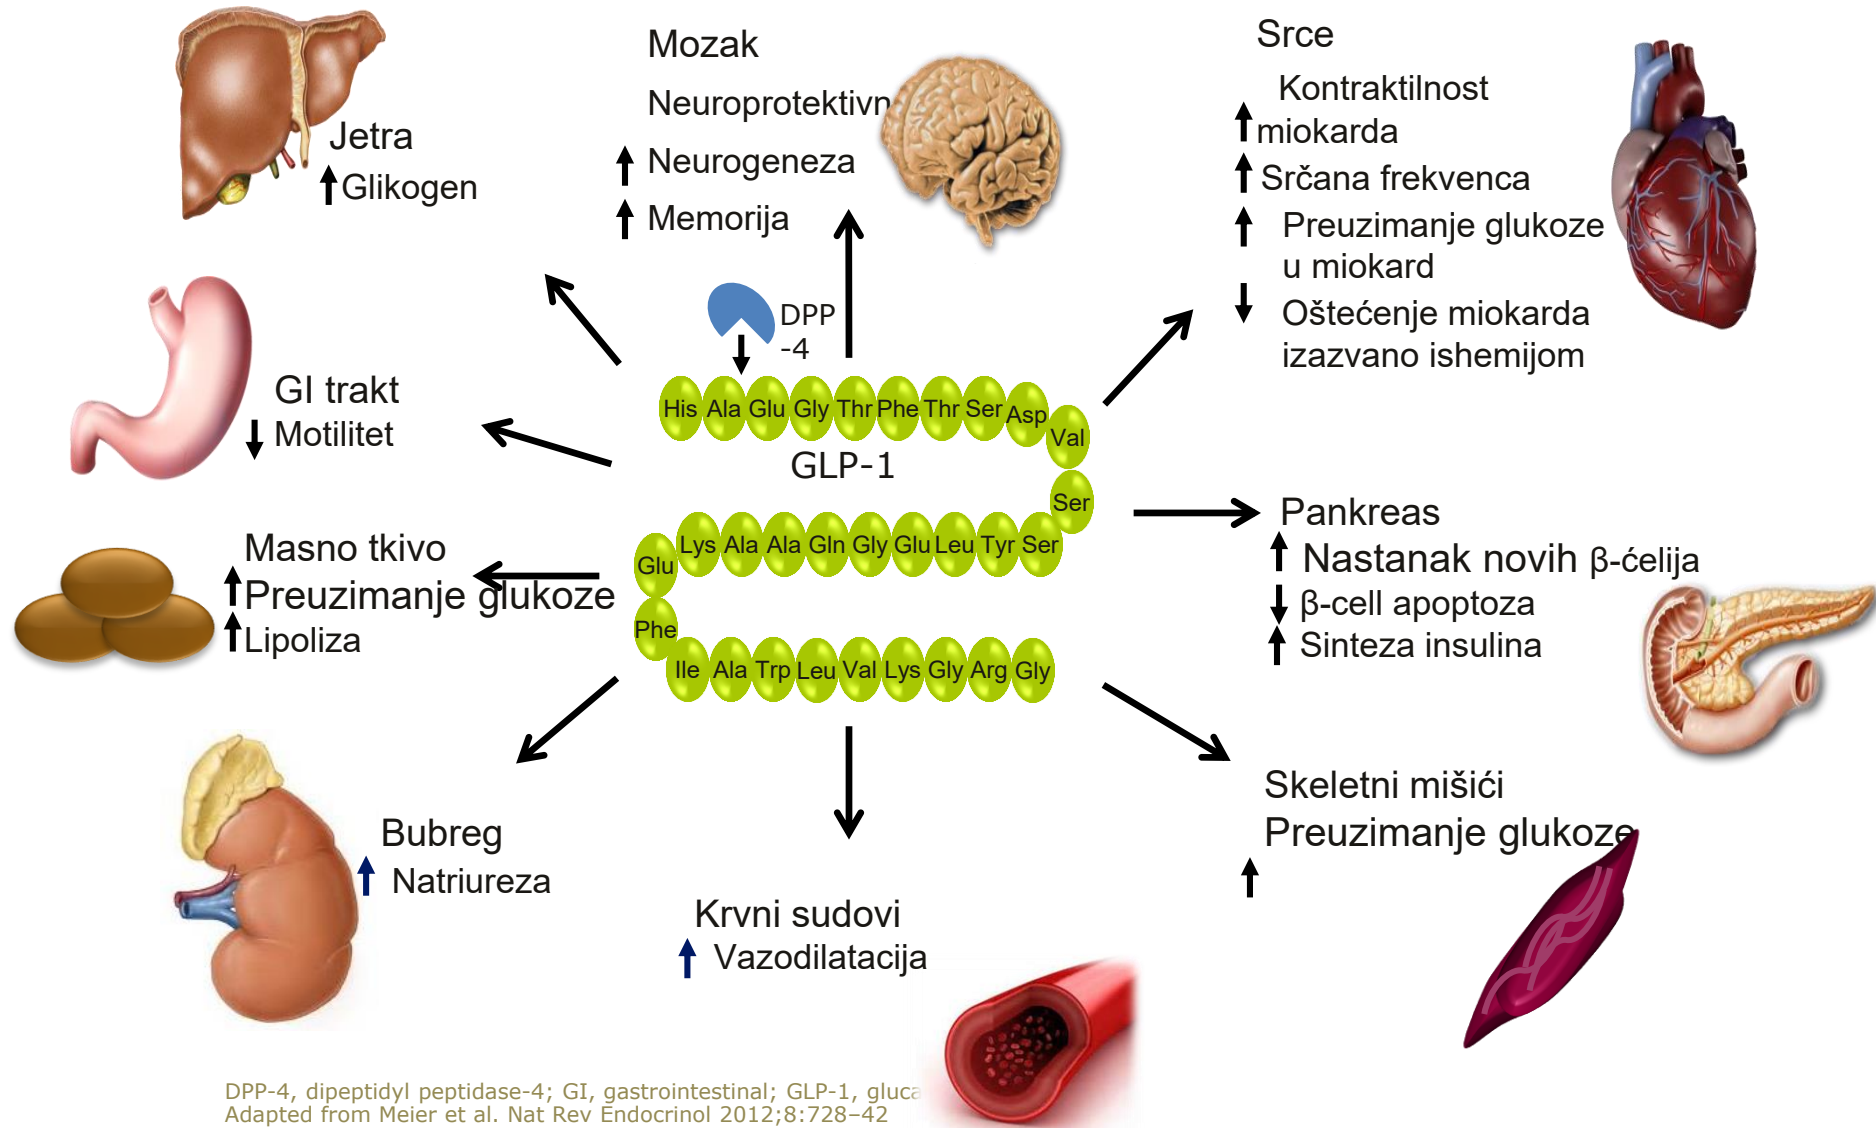 Jetra
Glikogen
Mozak
Neuroprotektivn
Neurogeneza
Memorija
Srce
Kontraktilnost
miokarda
Srčana frekvenca
Preuzimanje glukoze
u miokard
Oštećenje miokarda
izazvano ishemijom
GI trakt
Motilitet
DPP
-4
His Ala Glu Gly Thr Phe Thr Ser Asp Val
GLP-1
Ser
Lys Ala Ala Gln Gly Glu Leu Tyr Ser
Glu
Phe
Ile Ala Trp Leu Val Lys Gly Arg Gly
Masno tkivo
Preuzimanje glukoze
Lipoliza
Pankreas
Nastanak novih β-ćelija
β-cell apoptoza
Sinteza insulina
Bubreg
Natriureza
Krvni sudovi
Vazodilatacija
Skeletni mišići
Preuzimanje glukoze
DPP-4, dipeptidyl peptidase-4; GI, gastrointestinal; GLP-1, gluca
Adapted from Meier et al. Nat Rev Endocrinol 2012;8:728–42